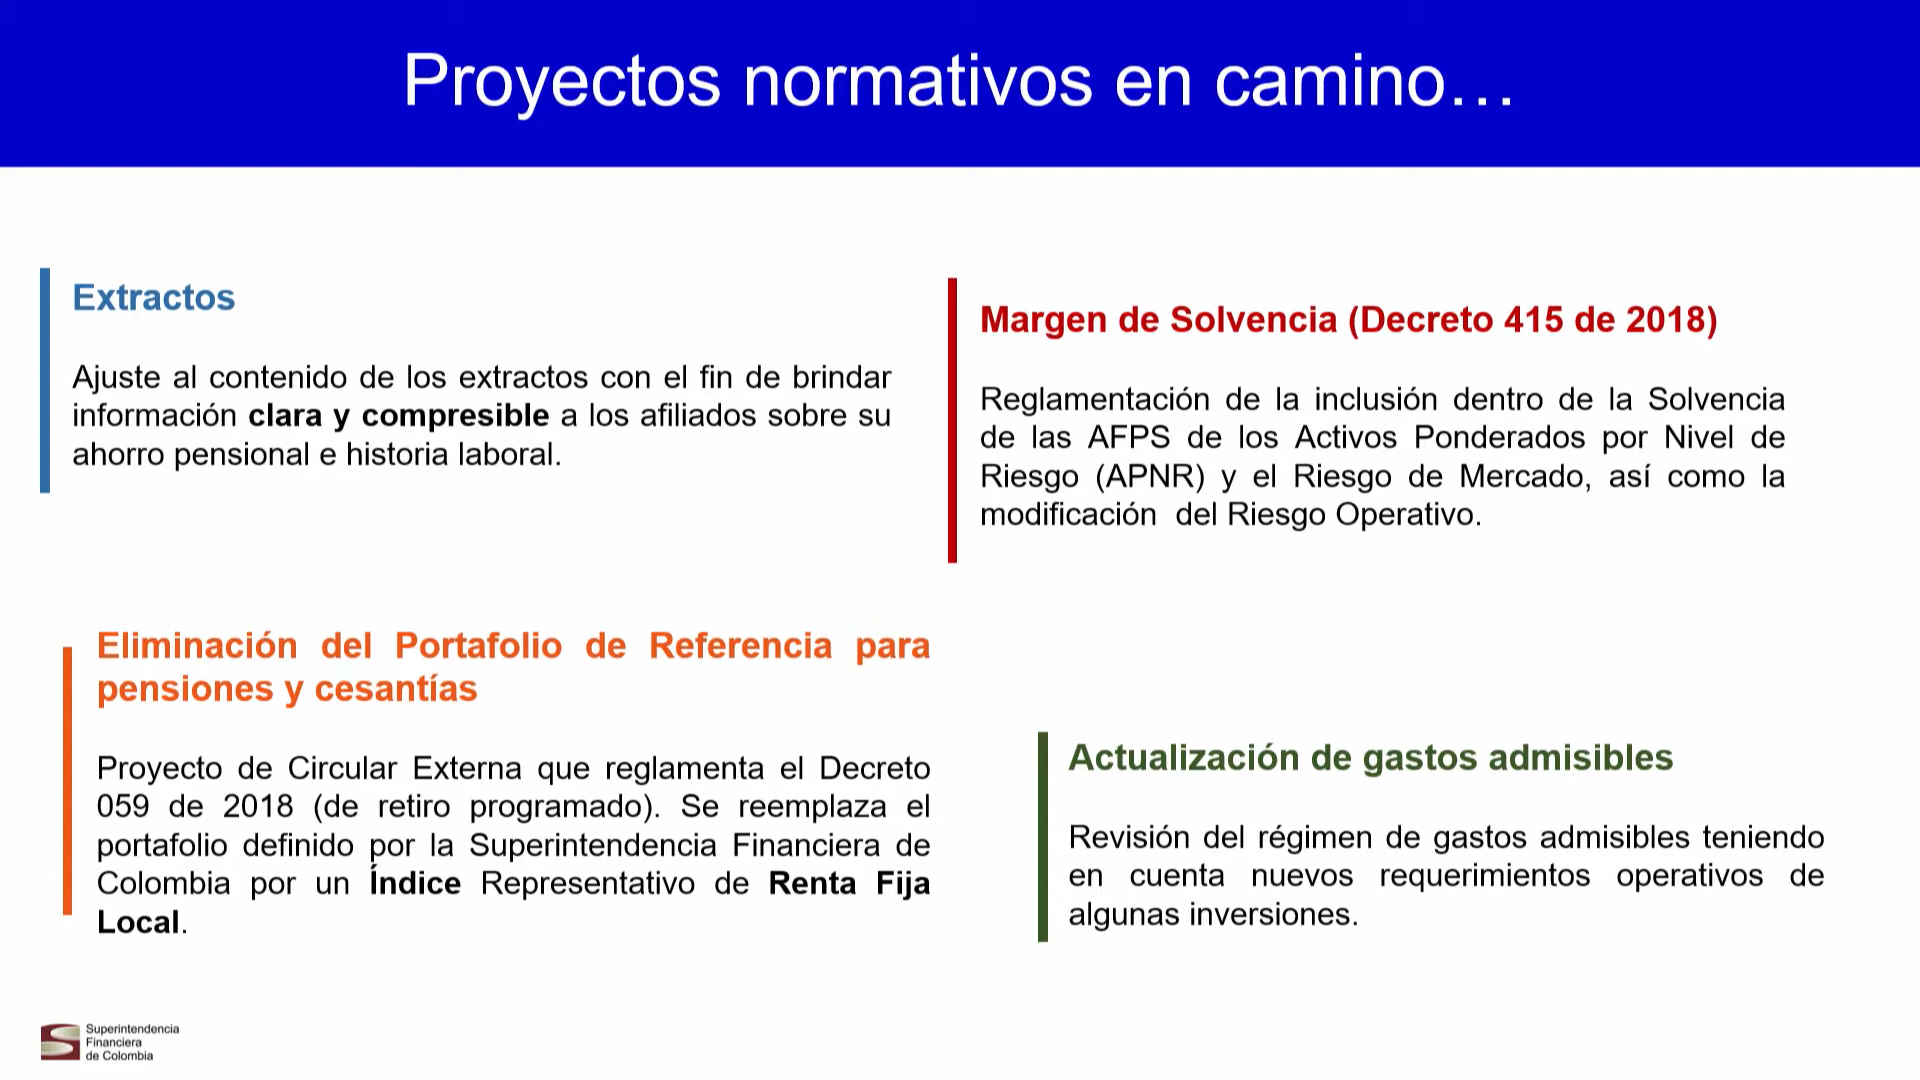 Proyectos normativos en camino…
Extractos
Ajuste al contenido de los extractos con el fin de brindar
información clara y compresible a los afiliados sobre su
ahorro pensional e historia laboral.
Margen de Solvencia (Decreto 415 de 2018)
Reglamentación de la inclusión dentro de la Solvencia
de las AFPS de los Activos Ponderados por Nivel de
Riesgo (APNR) y el Riesgo de Mercado, así como la
modificación del Riesgo Operativo.
Eliminación del Portafolio de Referencia para
pensiones y cesantías
Proyecto de Circular Externa que reglamenta el Decreto
059 de 2018 (de retiro programado). Se reemplaza el
portafolio definido por la Superintendencia Financiera de
Colombia por un Índice Representativo de Renta Fija
Local.
Actualización de gastos admisibles
Revisión del régimen de gastos admisibles teniendo
en cuenta nuevos requerimientos operativos de
algunas inversiones.
Superintendencia
Financiera
de Colombia